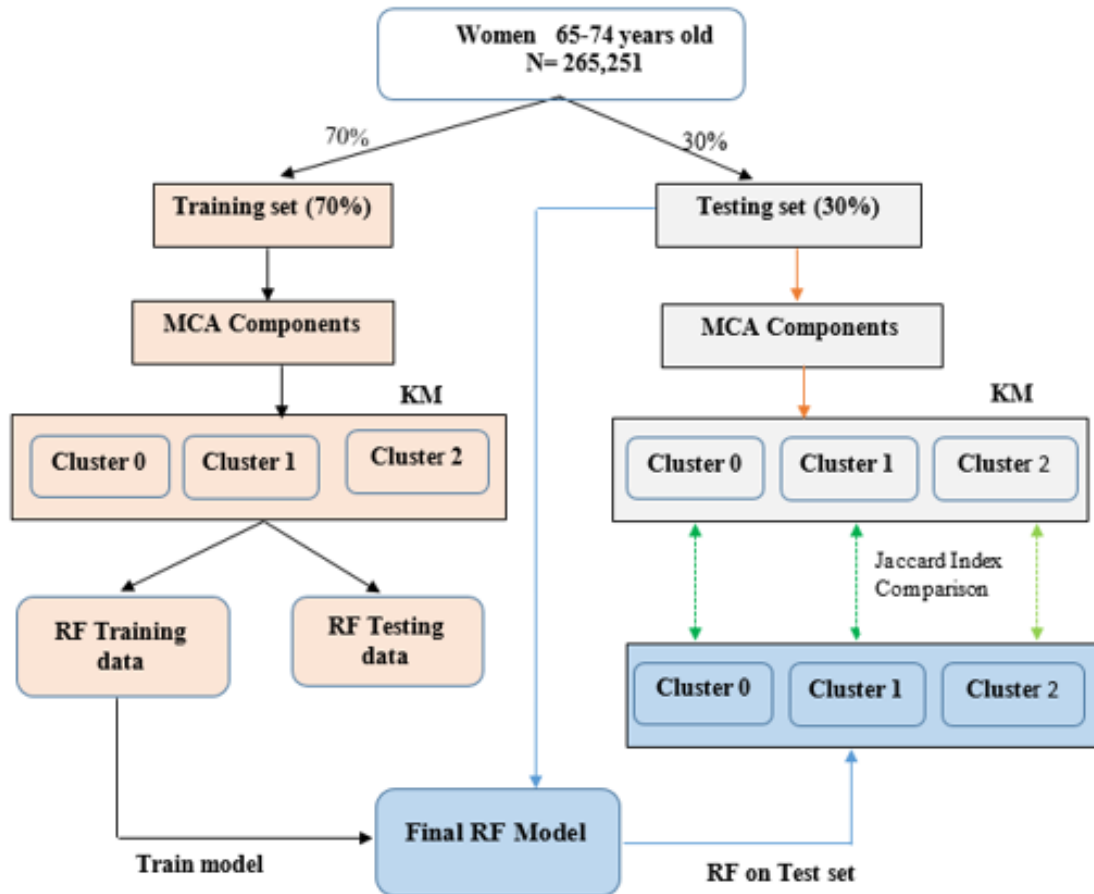 Women 65-74 years old
N= 265,251
70%
30%
Training set (70%)
Testing set (30%)
MCA Components
MCA Components
KM
KM
Cluster 0
Cluster 1
Cluster 2
Cluster 0
Cluster 1
Cluster 2
Jaccard Index
Comparison
RF Training
data
RF Testing
data
Cluster 0
Cluster 1
Cluster 2
Final RF Model
Train model
RF on Test set